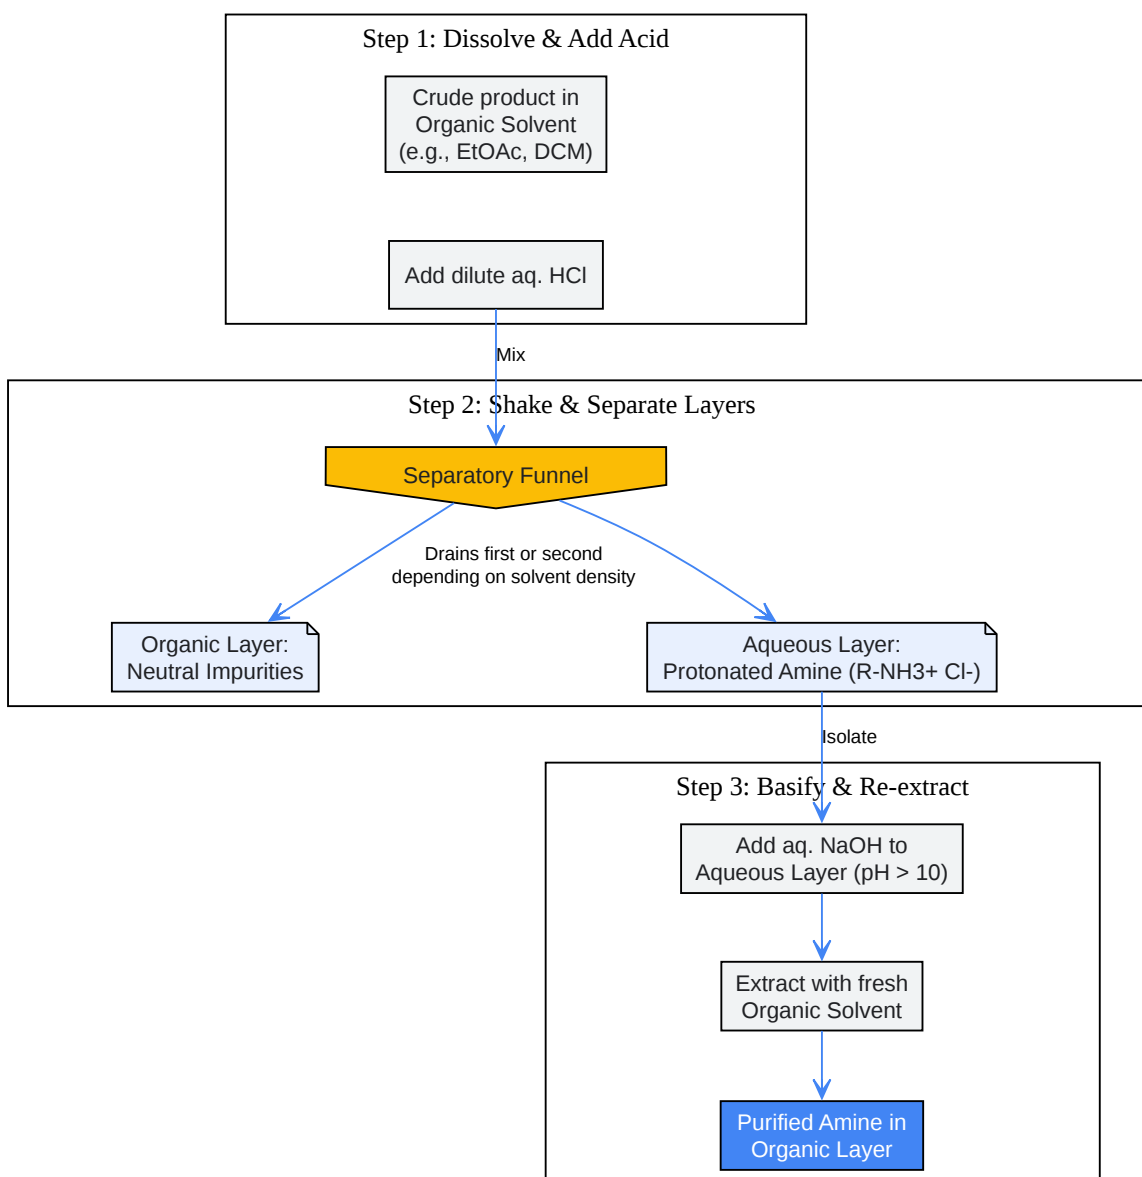 Step 1: Dissolve & Add Acid
Crude product in
Organic Solvent
(e.g., EtOAc, DCM)
Add dilute aq. HCl
Mix
Step 2: Shake & Separate Layers
Separatory Funnel
Drains first or second
depending on solvent density
Organic Layer:
Neutral Impurities
Aqueous Layer:
Protonated Amine (R-NH3+ Cl-)
Isolate
Step 3: Basify & Re-extract
Add aq. NaOH to
Aqueous Layer (pH > 10)
Extract with fresh
Organic Solvent
Purified Amine in
Organic Layer